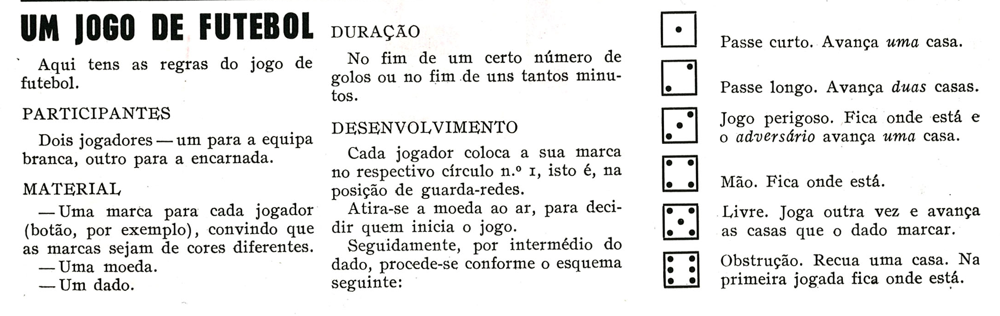 UM JOGO DE FUTEBOL
Aqui tens as regras do jogo de
futebol.
PARTICIPANTES
Dois jogadores — um para a equipa
branca, outro para a encarnada.
MATERIAL
— Uma marca para cada jogador
(botão, por exemplo), convindo que
as marcas sejam de cores diferentes.
— Uma moeda.
— Um dado.
DURAÇÃO
No fim de um certo número de
golos ou no fim de uns tantos minu-
tos.
DESENVOLVIMENTO
Cada jogador coloca a sua marca
no respectivo círculo n.º 1, isto é, na
posição de guarda-redes.
Atira-se a moeda ao ar, para deci-
dir quem inicia o jogo.
Seguidamente, por intermédio do
dado, procede-se conforme o esquema
seguinte:
Passe curto. Avança uma casa.
Passe longo. Avança duas casas.
Jogo perigoso. Fica onde está e
o adversário avança uma casa.
Mão. Fica onde está.
Livre. Joga outra vez e avança
as casas que o dado marcar.
Obstrução. Recua uma casa. Na
primeira jogada fica onde está.